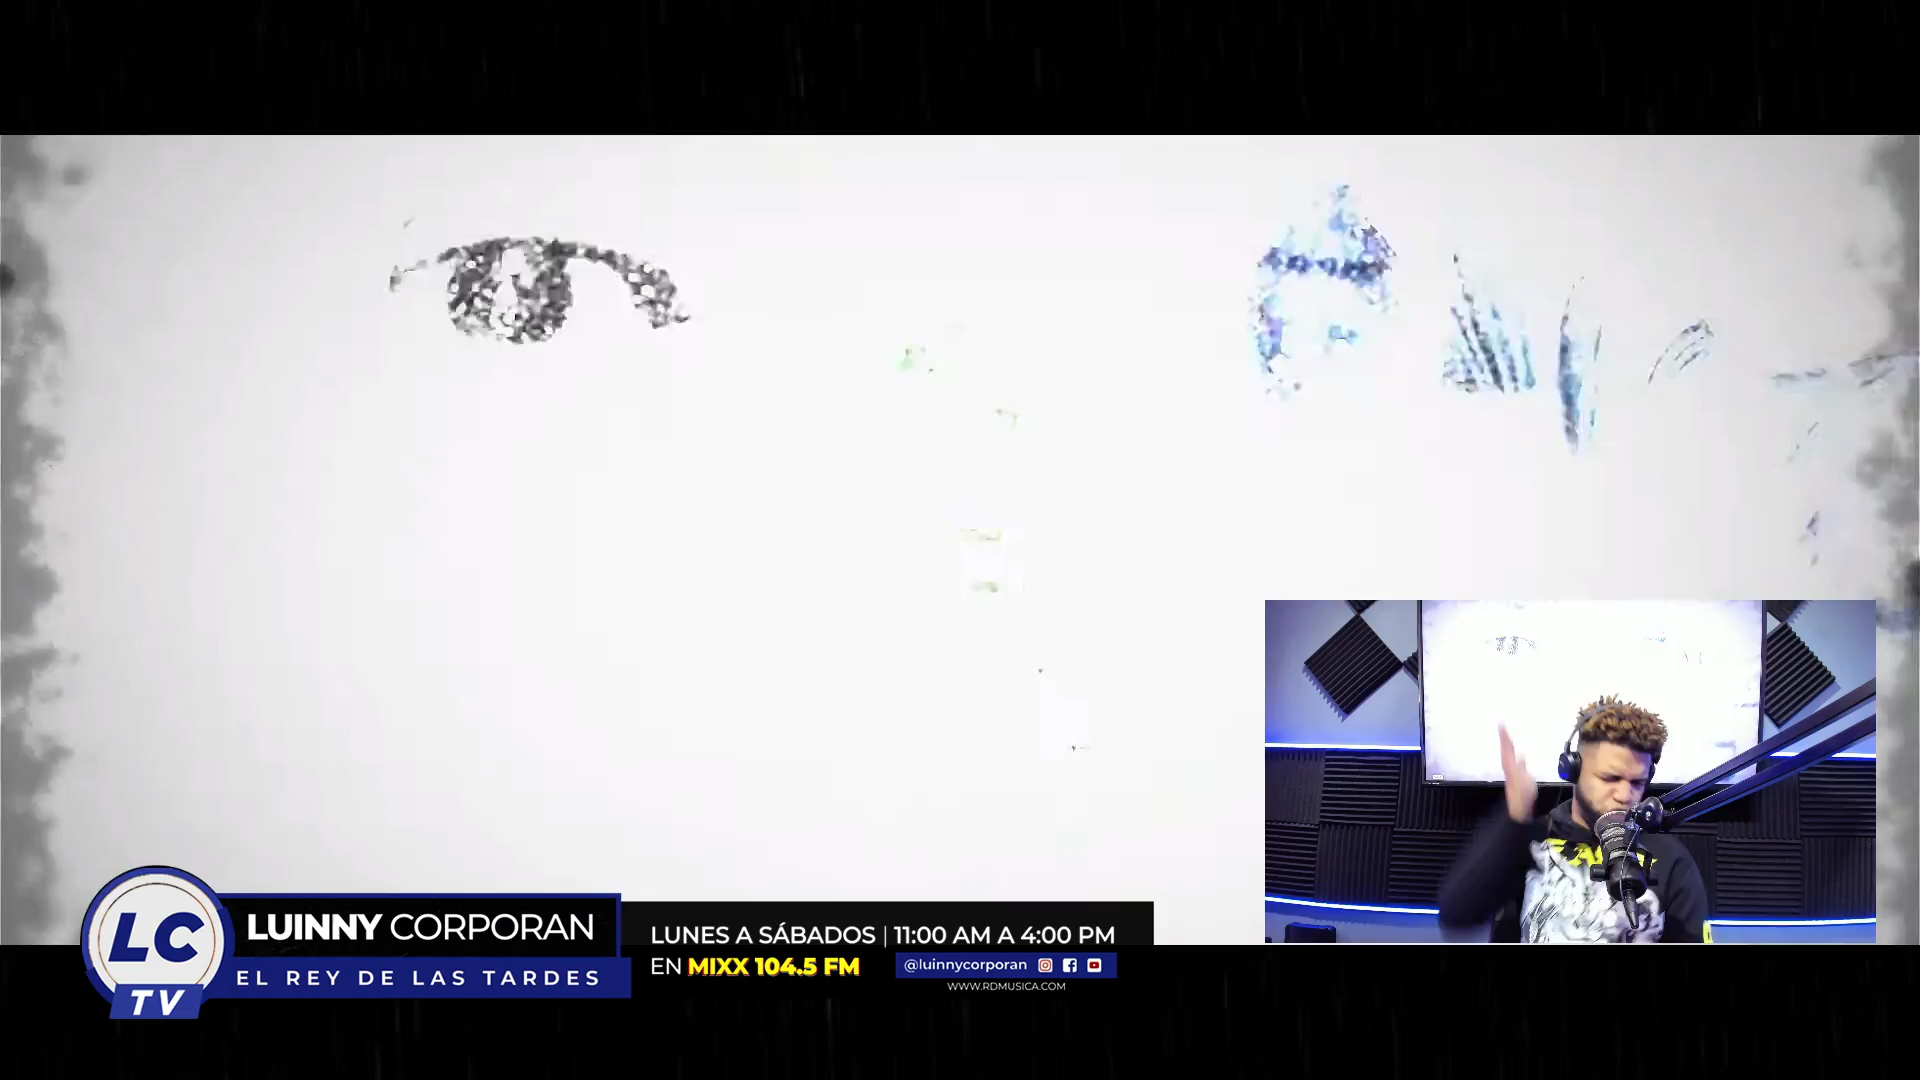 LC
TV
LUINNY CORPORAN
EL REY DE LAS TARDES
LUNES A SÁBADOS | 11:00 AM A 4:00 PM
EN MIXX 104.5 FM
@luinnycorporan
WWW.RDMUSICA.COM